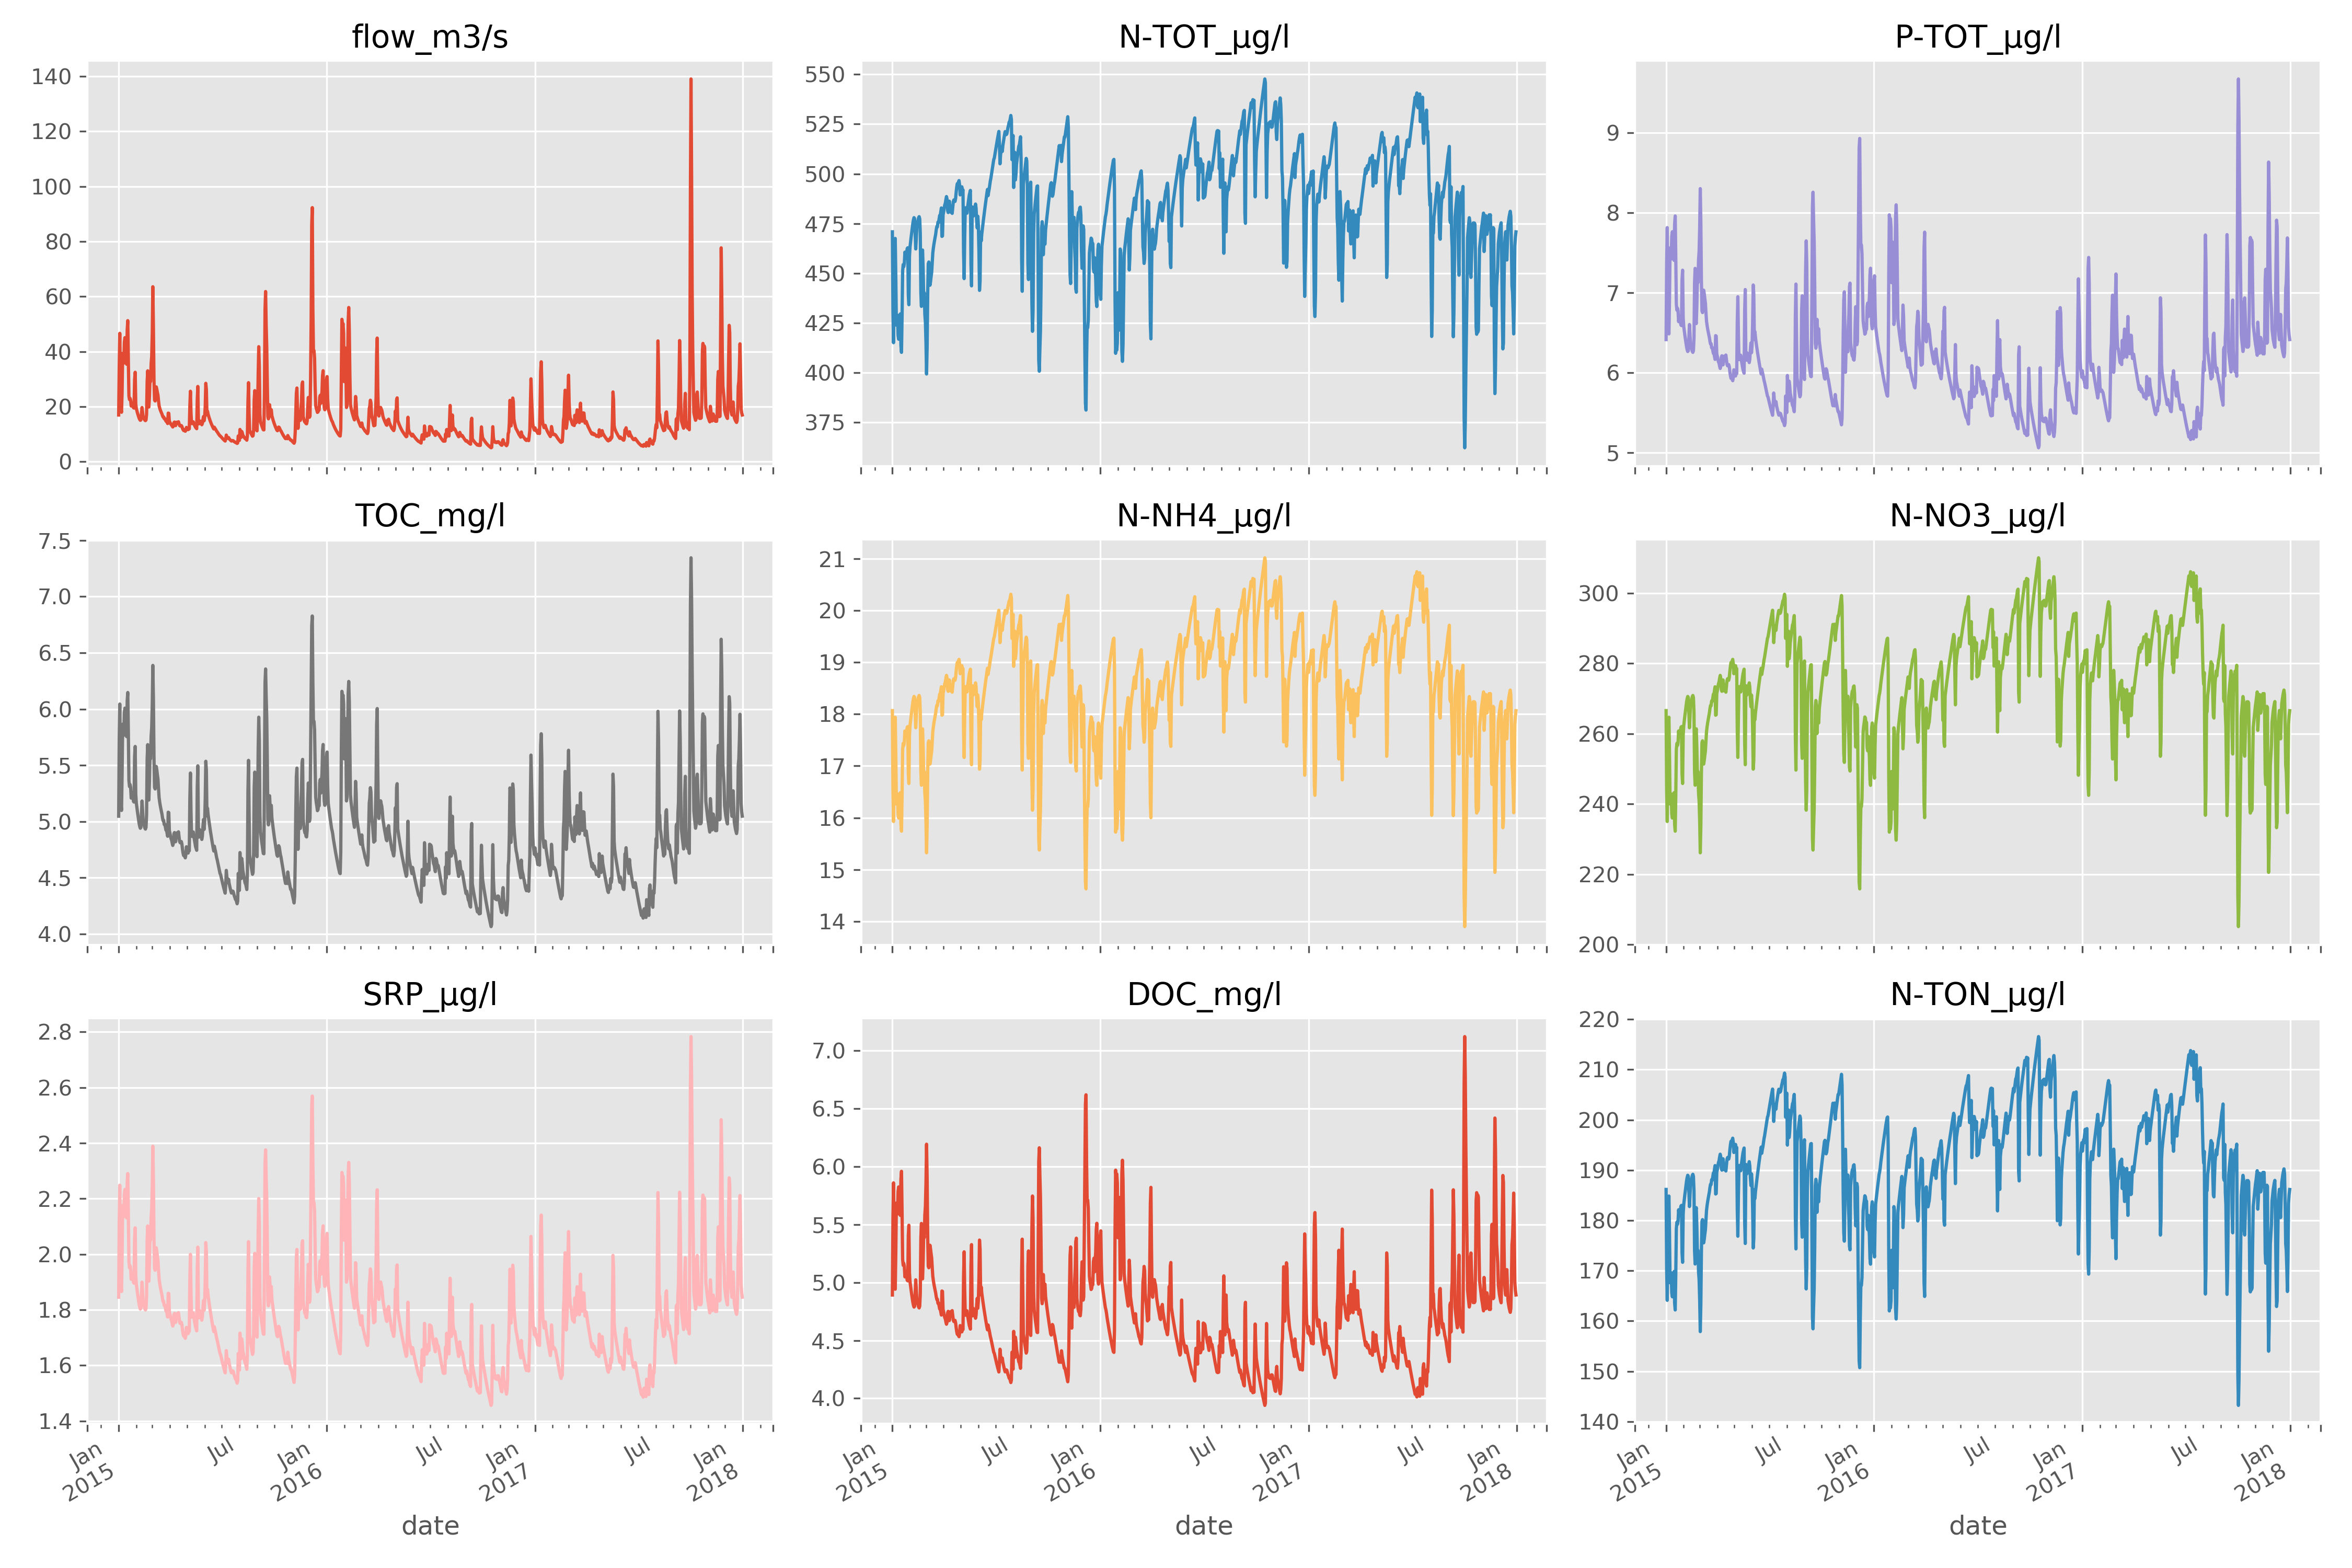 flow_m3/s
140
120
100
80
60
40
20
0
N-TOT_µg/l
550
525
500
475
450
425
400
375
P-TOT_µg/l
9
8
7
6
5
TOC_mg/l
7.5
7.0
6.5
6.0
5.5
5.0
4.5
4.0
N-NH4_µg/l
21
20
19
18
17
16
15
14
N-NO3_µg/l
300
280
260
240
220
200
SRP_µg/l
2.8
2.6
2.4
2.2
2.0
1.8
1.6
1.4
Jan
2015
Jul
Jan
2016
Jul
Jan
2017
Jul
Jan
2018
date
DOC_mg/l
7.0
6.5
6.0
5.5
5.0
4.5
4.0
Jan
2015
Jul
Jan
2016
Jul
Jan
2017
Jul
Jan
2018
date
N-TON_µg/l
220
210
200
190
180
170
160
150
140
Jan
2015
Jul
Jan
2016
Jul
Jan
2017
Jul
Jan
2018
date